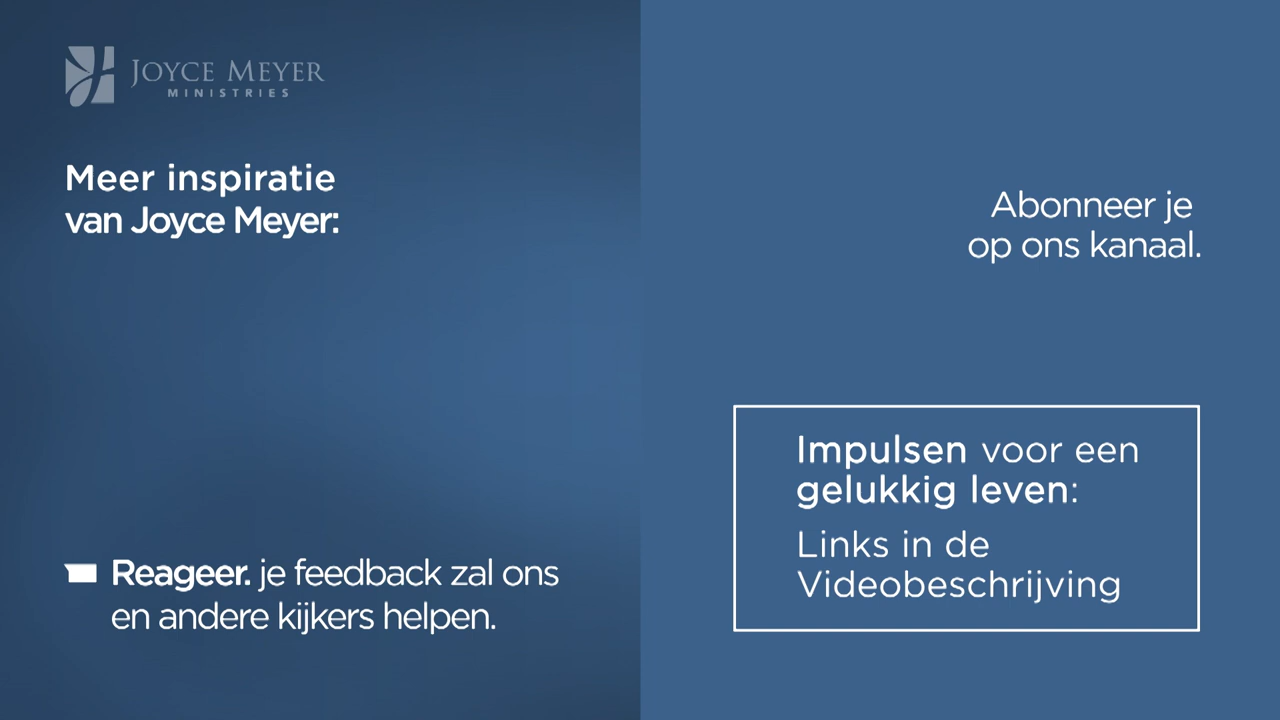 JOYCE MEYER
MINISTRIES
Meer inspiratie
van Joyce Meyer:
Abonneer je
op ons kanaal.
Impulsen voor een
gelukkig leven:
Links in de
Videobeschrijving
Reageer. je feedback zal ons
en andere kijkers helpen.